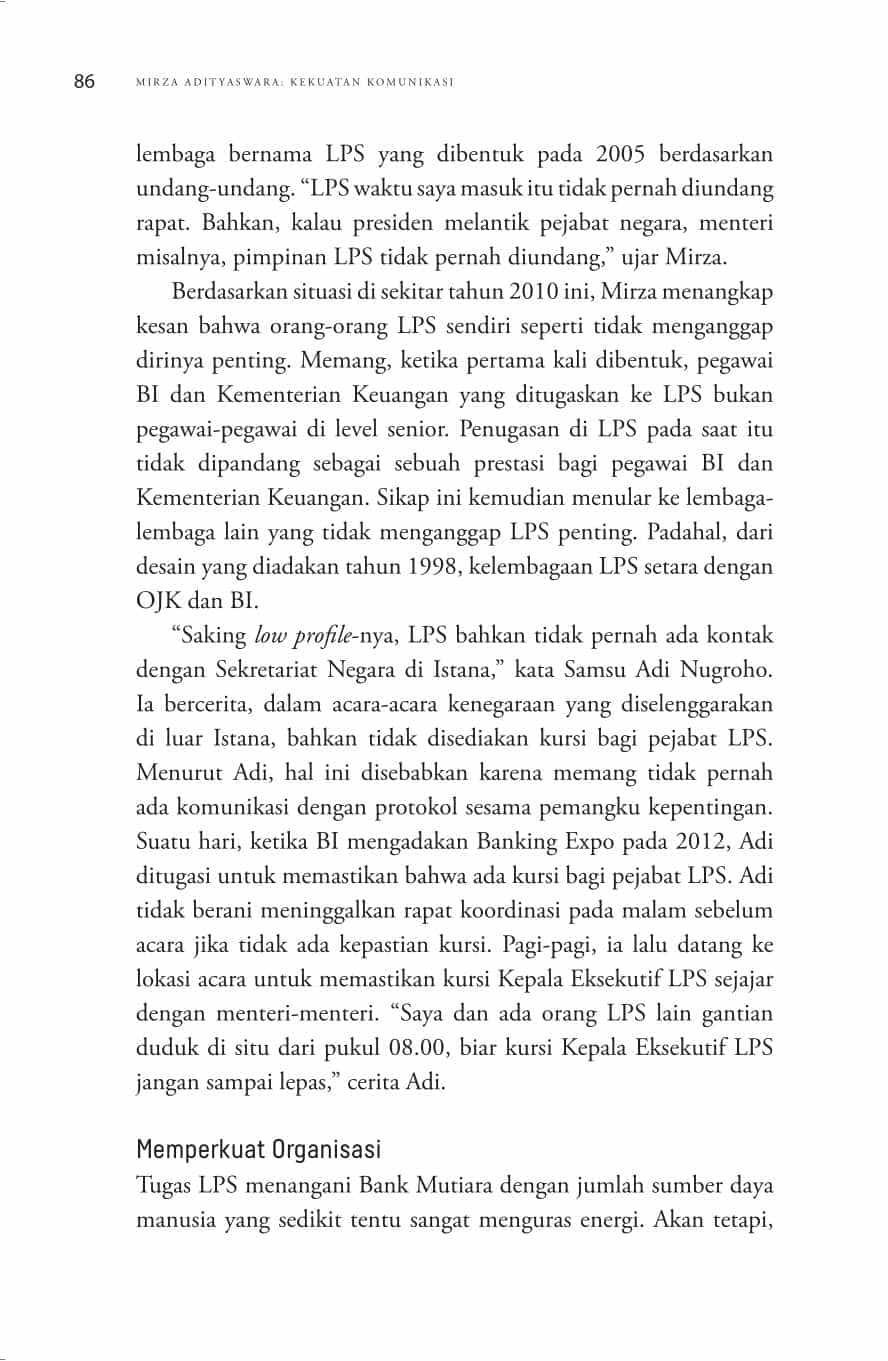 86 MIRZA ADITYASWARA: KEKUATAN KOMUNIKASI
lembaga bernama LPS yang dibentuk pada 2005 berdasarkan
undang-undang. “LPS waktu saya masuk itu tidak pernah diundang
rapat. Bahkan, kalau presiden melantik pejabat negara, menteri
misalnya, pimpinan LPS tidak pernah diundang,” ujar Mirza.
Berdasarkan situasi di sekitar tahun 2010 ini, Mirza menangkap
kesan bahwa orang-orang LPS sendiri seperti tidak menganggap
dirinya penting. Memang, ketika pertama kali dibentuk, pegawai
BI dan Kementerian Keuangan yang ditugaskan ke LPS bukan
pegawai-pegawai di level senior. Penugasan di LPS pada saat itu
tidak dipandang sebagai sebuah prestasi bagi pegawai BI dan
Kementerian Keuangan. Sikap ini kemudian menular ke lembaga-
lembaga lain yang tidak menganggap LPS penting. Padahal, dari
desain yang diadakan tahun 1998, kelembagaan LPS setara dengan
OJK dan BI.
“Saking low profile-nya, LPS bahkan tidak pernah ada kontak
dengan Sekretariat Negara di Istana,” kata Samsu Adi Nugroho.
Ia bercerita, dalam acara-acara kenegaraan yang diselenggarakan
di luar Istana, bahkan tidak disediakan kursi bagi pejabat LPS.
Menurut Adi, hal ini disebabkan karena memang tidak pernah
ada komunikasi dengan protokol sesama pemangku kepentingan.
Suatu hari, ketika BI mengadakan Banking Expo pada 2012, Adi
ditugasi untuk memastikan bahwa ada kursi bagi pejabat LPS. Adi
tidak berani meninggalkan rapat koordinasi pada malam sebelum
acara jika tidak ada kepastian kursi. Pagi-pagi, ia lalu datang ke
lokasi acara untuk memastikan kursi Kepala Eksekutif LPS sejajar
dengan menteri-menteri. “Saya dan ada orang LPS lain gantian
duduk di situ dari pukul 08.00, biar kursi Kepala Eksekutif LPS
jangan sampai lepas,” cerita Adi.
Memperkuat Organisasi
Tugas LPS menangani Bank Mutiara dengan jumlah sumber daya
manusia yang sedikit tentu sangat menguras energi. Akan tetapi,